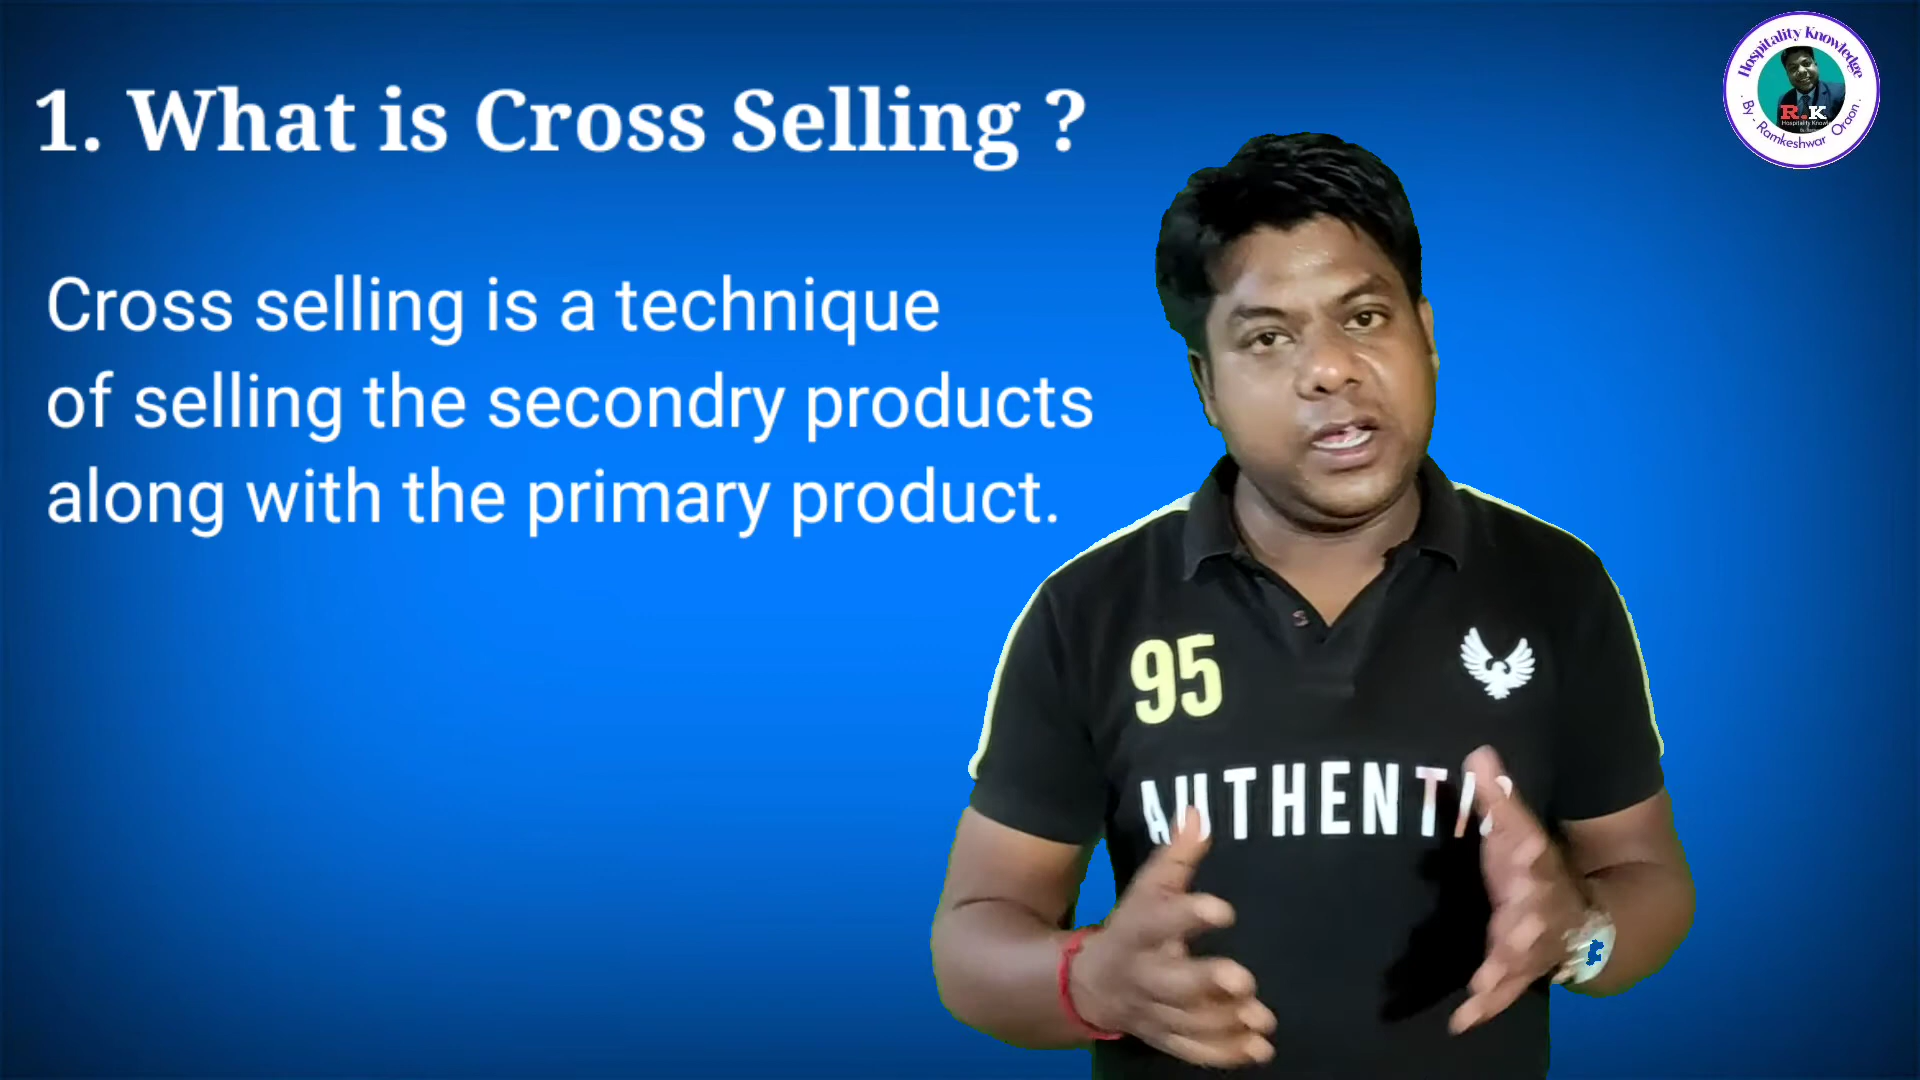 1. What is Cross Selling ?
Cross selling is a technique
of selling the secondry products
along with the primary product.
Hospitality Knowledge
R.K
By - Ramkeshwar Oraon
95
AUTHENTI